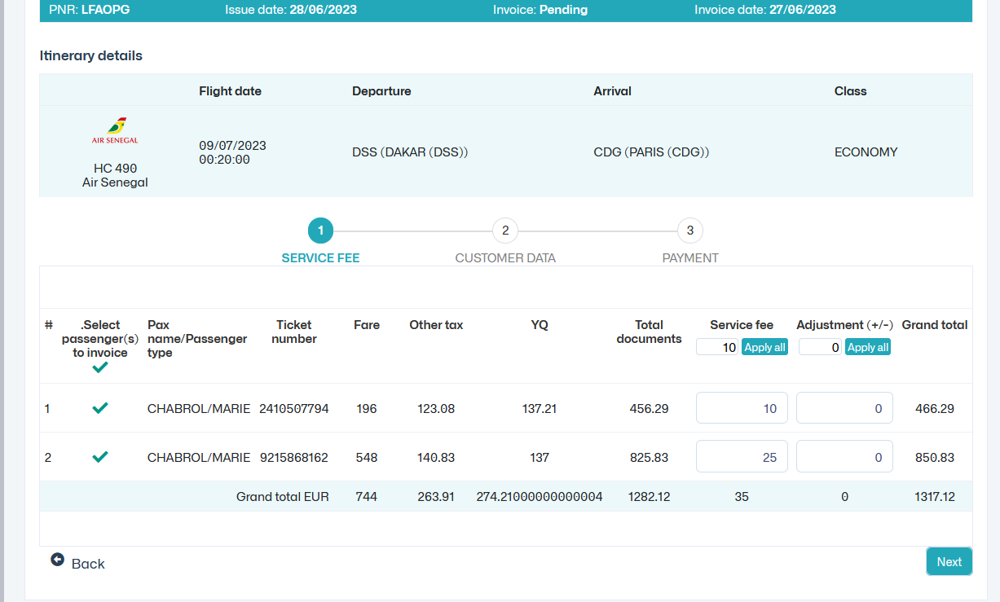 PNR: LFAOPG Issue date: 28/06/2023 Invoice: Pending Invoice date: 27/06/2023
Itinerary details
Flight date Departure Arrival Class
AIR SENEGAL
HC 490
Air Senegal
09/07/2023
00:20:00
DSS (DAKAR (DSS)) CDG (PARIS (CDG)) ECONOMY
1 2 3
SERVICE FEE CUSTOMER DATA PAYMENT
# .Select passenger(s) to invoice Pax name/Passenger type Ticket number Fare Other tax YQ Total documents Service fee Adjustment (+/-) Grand total
10 Apply all 0 Apply all
1 CHABROL/MARIE 2410507794 196 123.08 137.21 456.29 10 0 466.29
2 CHABROL/MARIE 9215868162 548 140.83 137 825.83 25 0 850.83
Grand total EUR 744 263.91 274.21000000000004 1282.12 35 0 1317.12
Back Next